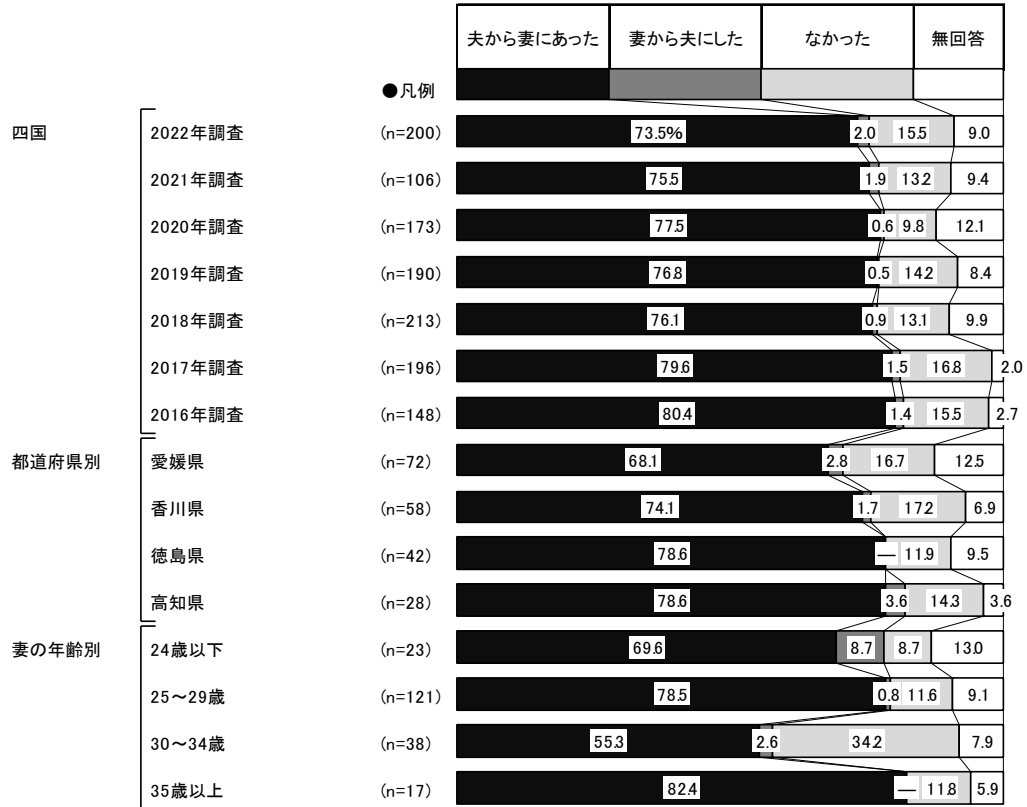 夫から妻にあった 妻から夫にした なかった 無回答
●凡例
四国 2022年調査 (n=200) 73.5% 2.0 15.5 9.0
2021年調査 (n=106) 75.5 1.9 13.2 9.4
2020年調査 (n=173) 77.5 0.6 9.8 12.1
2019年調査 (n=190) 76.8 0.5 14.2 8.4
2018年調査 (n=213) 76.1 0.9 13.1 9.9
2017年調査 (n=196) 79.6 1.5 16.8 2.0
2016年調査 (n=148) 80.4 1.4 15.5 2.7
都道府県別 愛媛県 (n=72) 68.1 2.8 16.7 12.5
香川県 (n=58) 74.1 1.7 17.2 6.9
徳島県 (n=42) 78.6 ― 11.9 9.5
高知県 (n=28) 78.6 3.6 14.3 3.6
妻の年齢別 24歳以下 (n=23) 69.6 8.7 8.7 13.0
25～29歳 (n=121) 78.5 0.8 11.6 9.1
30～34歳 (n=38) 55.3 2.6 34.2 7.9
35歳以上 (n=17) 82.4 ― 11.8 5.9